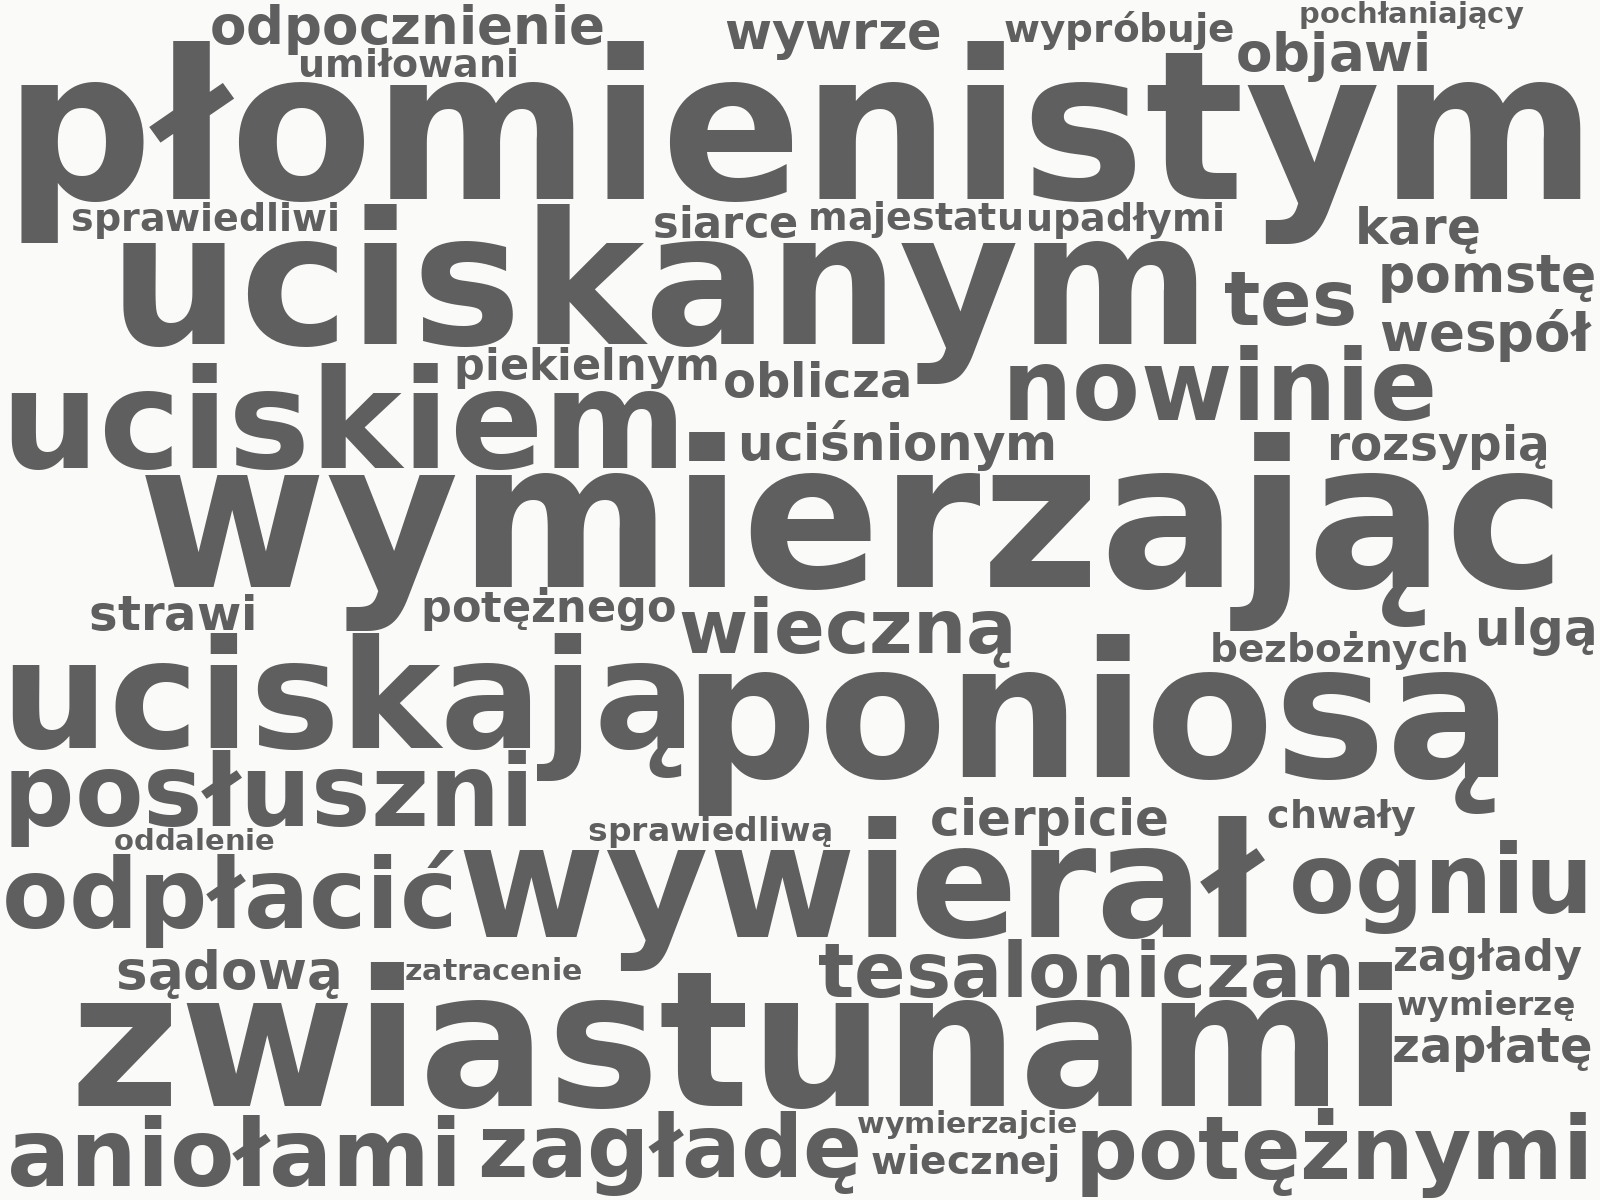 odpocznienie wywrze wypróbuje pochłaniający
umiłowani objawi
płomienistym
sprawiedliwi siarce majestatu upadłymi karę
uciskanym tes pomstę
wespół
uciskiem piekielnym oblicza nowinie
uciśnionym rozsypią
wymierzając
strawi potężnego wieczną bezbożnych ulgą
uciskają poniosą
posłuszni
oddalenie sprawiedliwą cierpicie chwały
odpłacić wywierał ogniu
sądową zatracenie tesaloniczan zagłady
zwiastunami wymierzę
zapłatę
aniołami zagładę wymierzajcie potężnymi
wiecznej